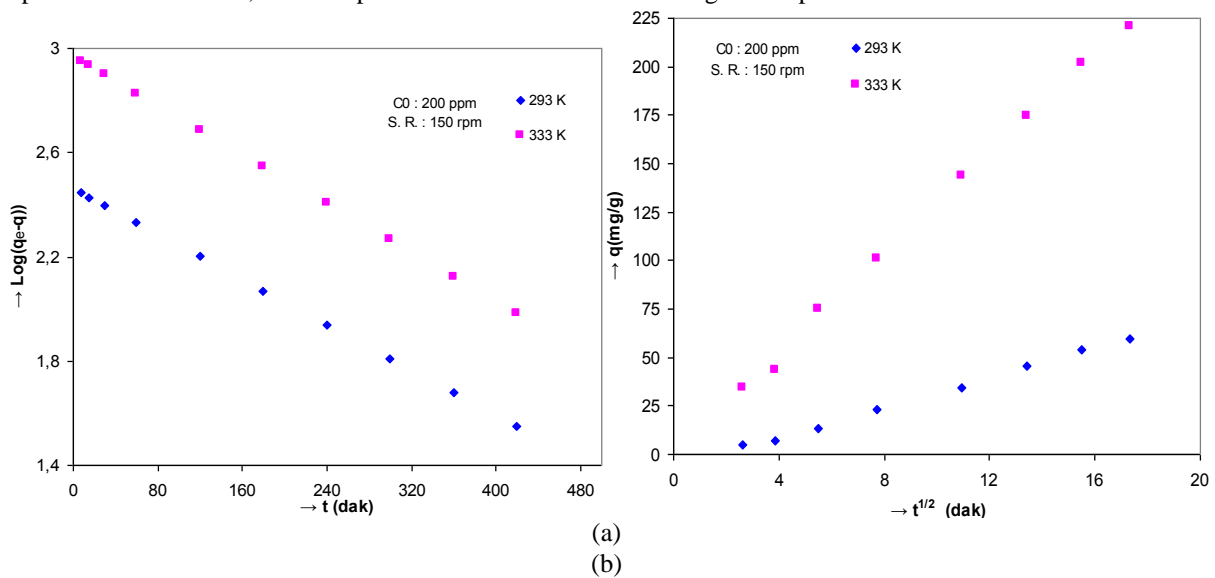 3
2,6
2,2
1,8
1,4
→ Log(qe-q)
C0 : 200 ppm
S. R. : 150 rpm
293 K
333 K
0 80 160 240 320 400 480
→ t (dak)
225
200
175
150
125
100
75
50
25
0
→ q(mg/g)
C0 : 200 ppm
S. R. : 150 rpm
293 K
333 K
0 4 8 12 16 20
→ t1/2 (dak)
(a)
(b)